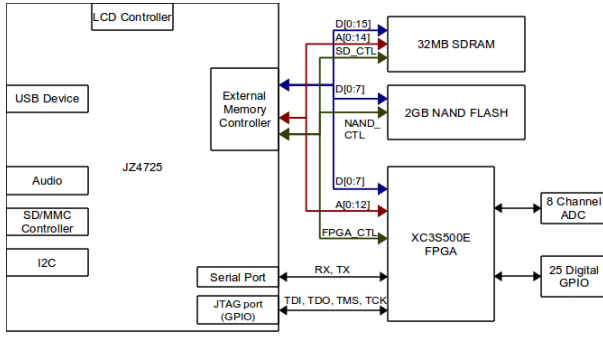 LCD Controller
D[0:15]
A[0:14]
SD_CTL
32MB SDRAM
USB Device
External
Memory
Controller
D[0:7]
NAND_
CTL
2GB NAND FLASH
JZ4725
Audio
SD/MMC
Controller
I2C
D[0:7]
A[0:12]
FPGA_CTL
XC3S500E
FPGA
8 Channel
ADC
25 Digital
GPIO
Serial Port
RX, TX
JTAG port
(GPIO)
TDI, TDO, TMS, TCK